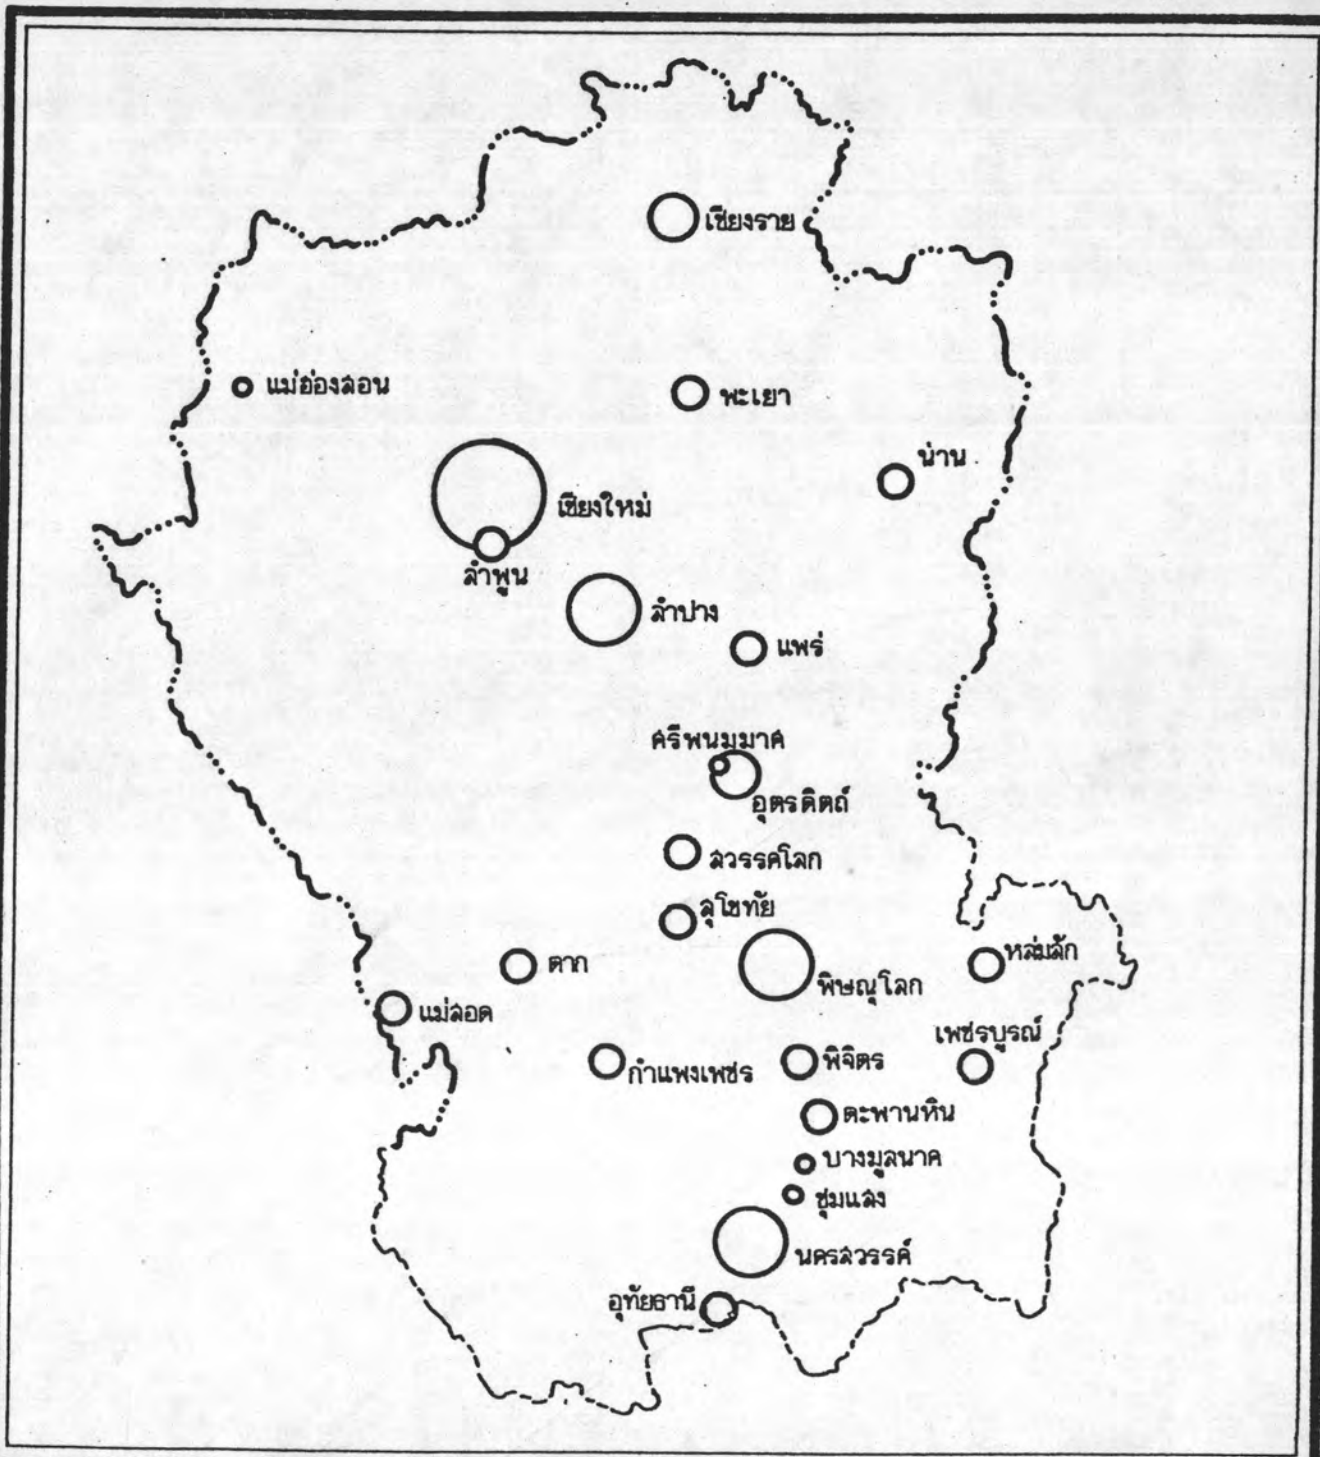 เชียงราย
แม่ฮ่องสอน
พะเยา
น่าน
เชียงใหม่
ลำพูน
ลำปาง
แพร่
ศรีพนมมาศ
อุตรดิตถ์
สวรรคโลก
สุโขทัย
ตาก
พิษณุโลก
หล่มสัก
แม่สอด
เพชรบูรณ์
กำแพงเพชร
พิจิตร
ตะพานหิน
บางมูลนาค
ชุมแสง
นครสวรรค์
อุทัยธานี